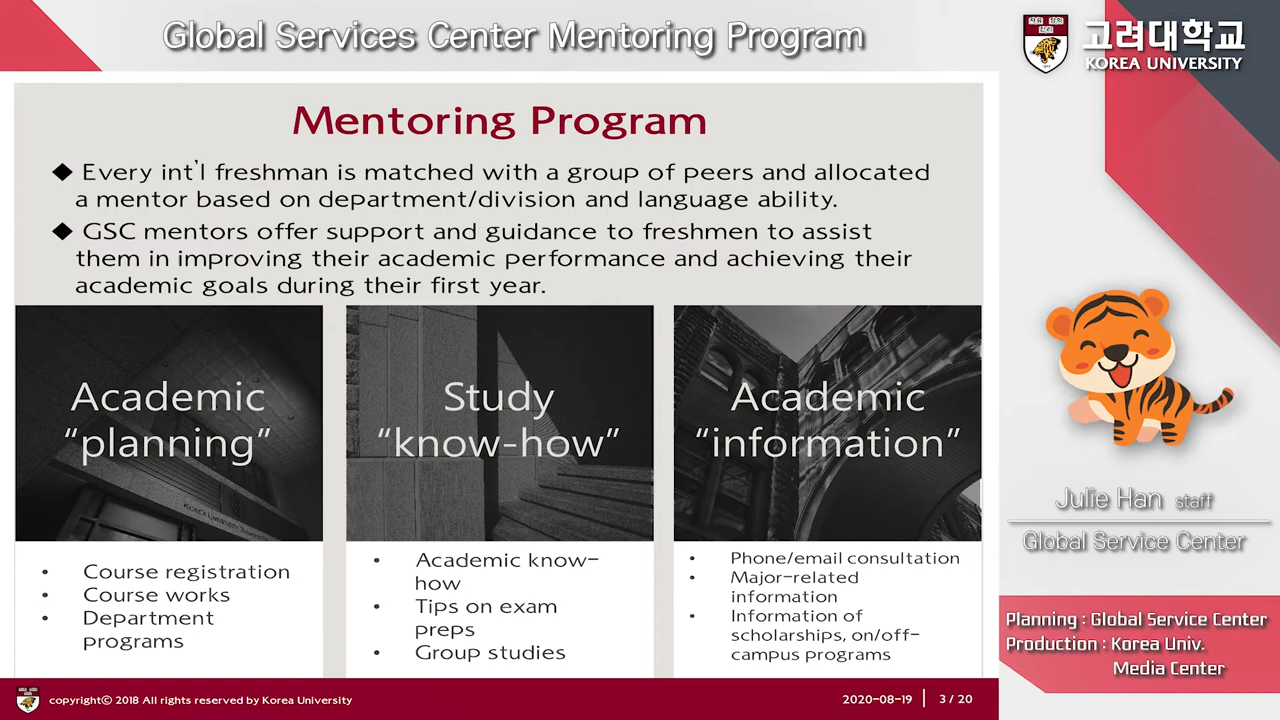 Global Services Center Mentoring Program
고려대학교
KOREA UNIVERSITY
Mentoring Program
◆ Every int'l freshman is matched with a group of peers and allocated
a mentor based on department/division and language ability.
◆ GSC mentors offer support and guidance to freshmen to assist
them in improving their academic performance and achieving their
academic goals during their first year.
Academic
“planning”
• Course registration
• Course works
• Department
programs
Study
“know-how”
• Academic know-
how
• Tips on exam
preps
• Group studies
Academic
“information”
• Phone/email consultation
• Major-related
information
• Information of
scholarships, on/off-
campus programs
Julie Han staff
Global Service Center
Planning : Global Service Center
Production : Korea Univ.
Media Center
copyright© 2018 All rights reserved by Korea University
2020-08-19 | 3 / 20